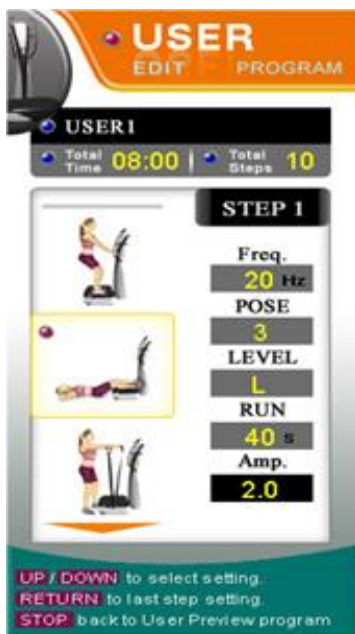 USER
EDIT PROGRAM
USER1
Total Time 08:00 Total Steps 10
STEP 1
Freq.
20 Hz
POSE
3
LEVEL
L
RUN
40 s
Amp.
2.0
UP / DOWN to select setting.
RETURN to last step setting.
STOP back to User Preview program